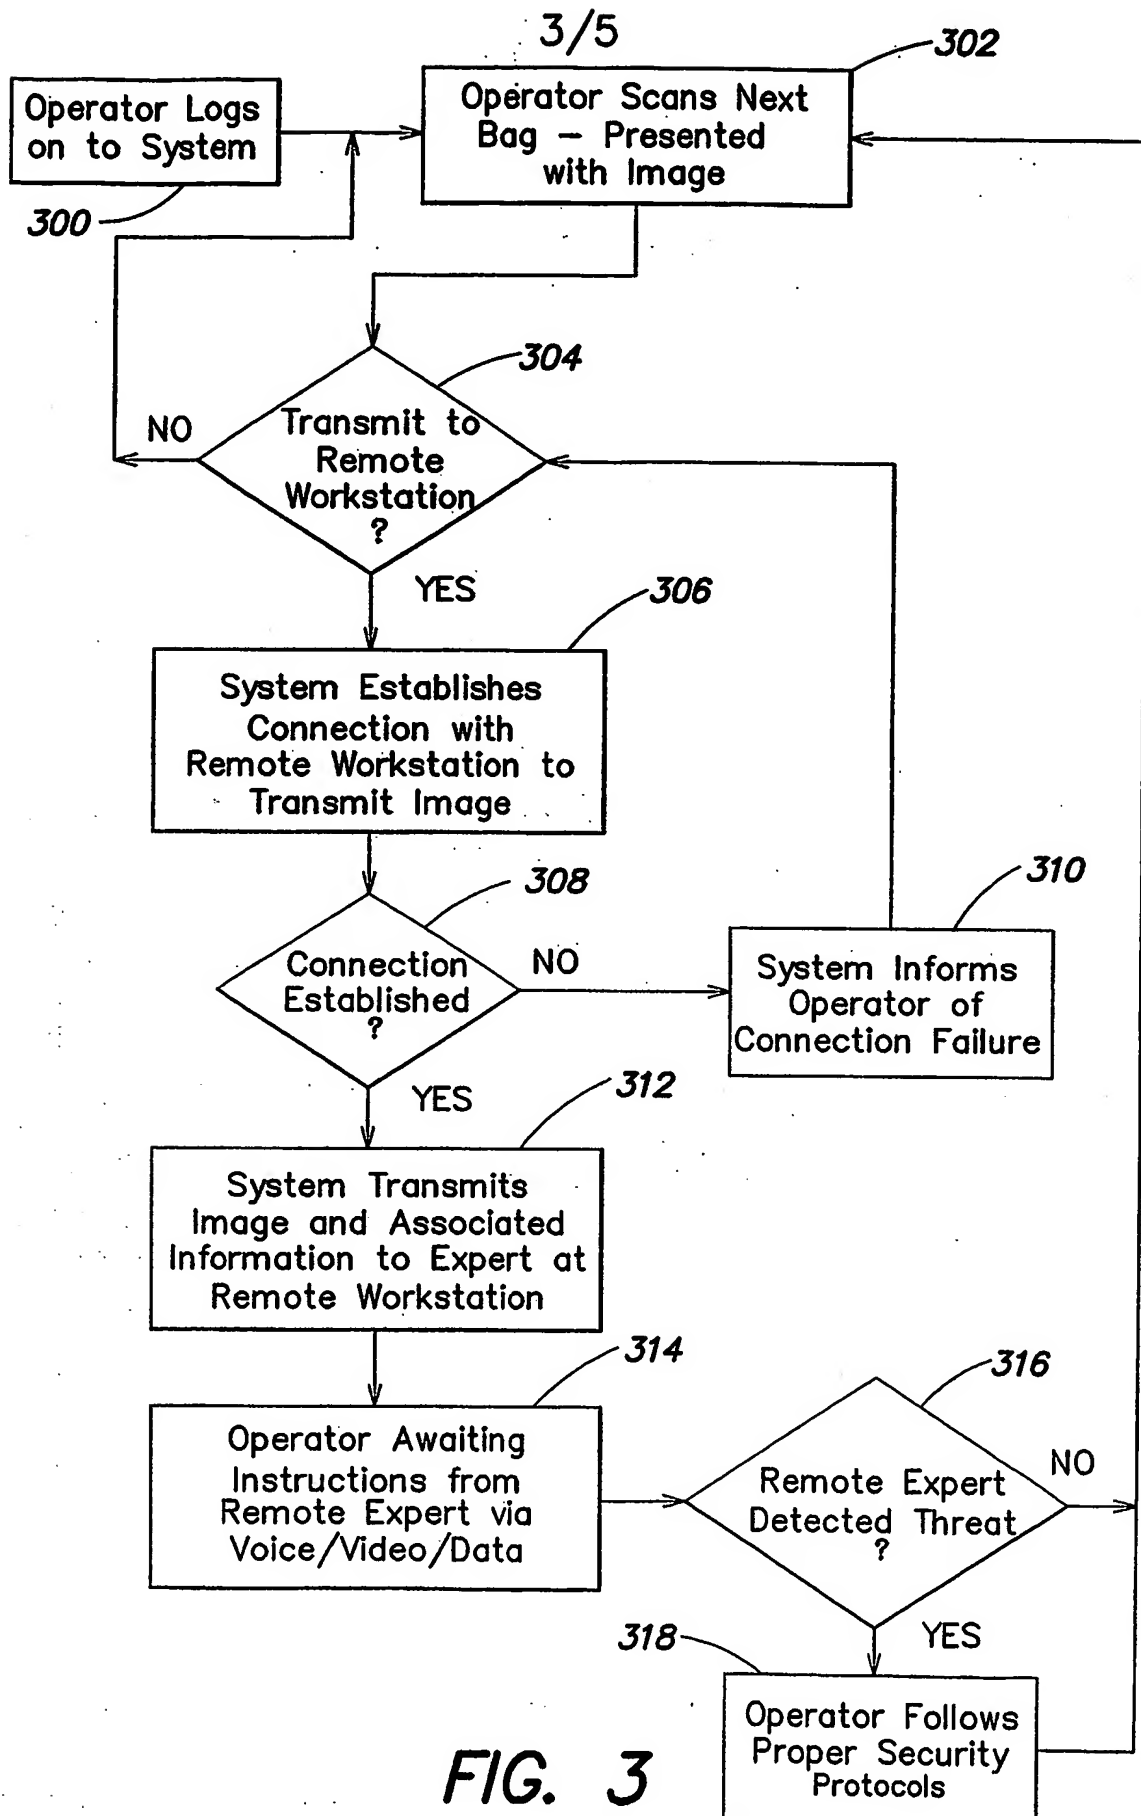 3/5
302
Operator Logs
on to System
300
Operator Scans Next
Bag – Presented
with Image
304
NO
Transmit to
Remote
Workstation
?
YES
306
System Establishes
Connection with
Remote Workstation to
Transmit Image
308
Connection
Established
?
NO
310
System Informs
Operator of
Connection Failure
YES
312
System Transmits
Image and Associated
Information to Expert at
Remote Workstation
314
Operator Awaiting
Instructions from
Remote Expert via
Voice/Video/Data
316
Remote Expert
Detected Threat
?
NO
YES
318
Operator Follows
Proper Security
Protocols
FIG. 3